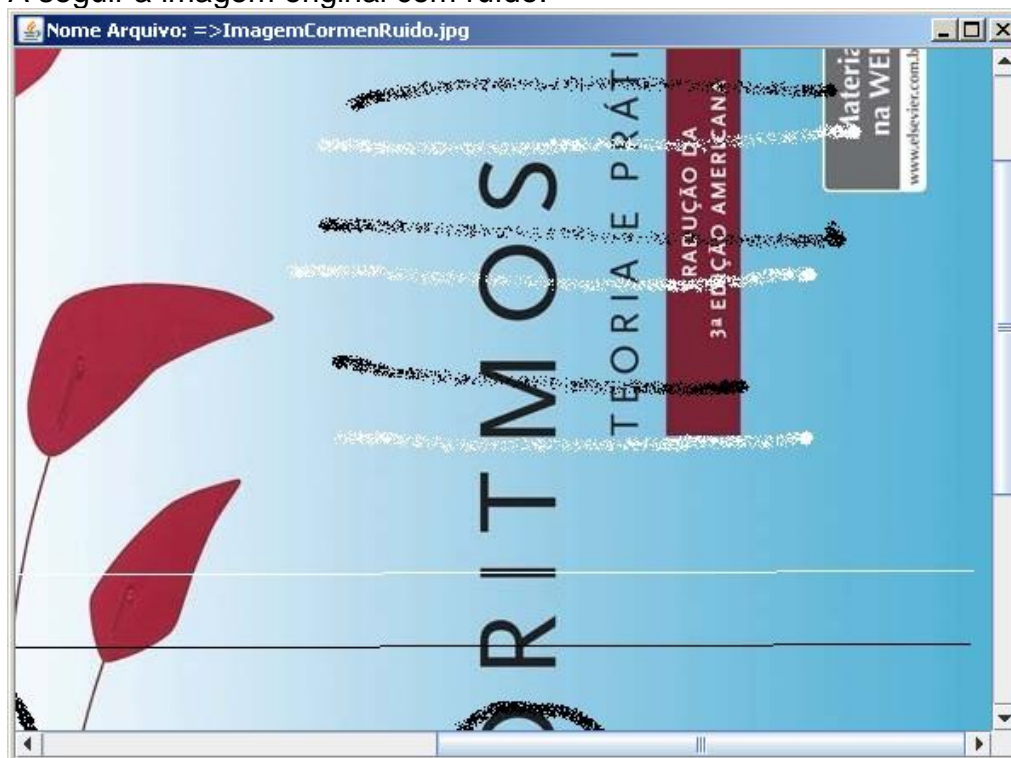 A seguir a imagem original com ruído:
Nome Arquivo: =>ImagemCormenRuido.jpg
ORITMOS
TEORIA E PRÁTI
TRADUÇÃO DA
3ª EDIÇÃO AMERICANA
Materia
na WE
www.elsevier.com.b